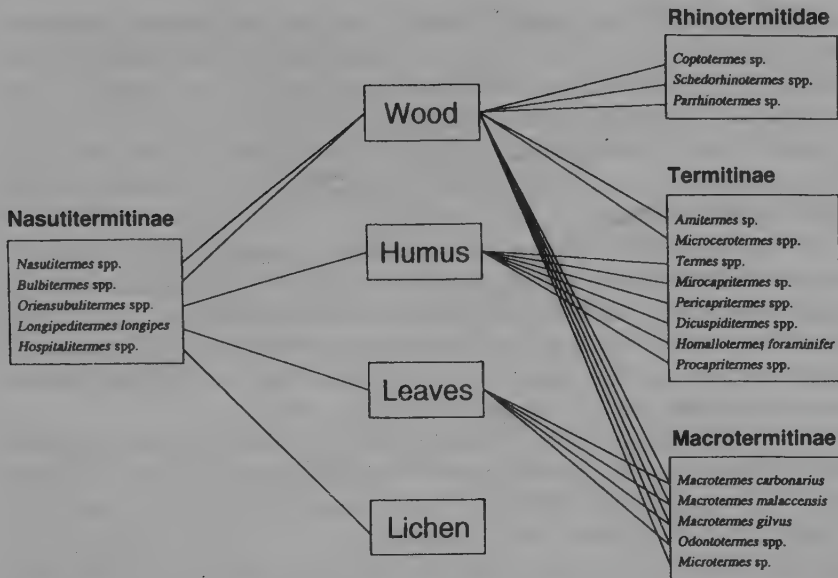 Nasutitermitinae
Nasutitermes spp.
Bulbitermes spp.
Oriensubulitermes spp.
Longipeditermes longipes
Hospitalitermes spp.
Wood
Humus
Leaves
Lichen
Rhinotermitidae
Coptotermes sp.
Schedorhinotermes spp.
Parrhinotermes sp.
Termitinae
Amitermes sp.
Microcerotermes spp.
Termes spp.
Mirocapritermes sp.
Pericapritermes spp.
Dicuspiditermes spp.
Homallotermes foraminifer
Procapritermes spp.
Macrotermitinae
Macrotermes carbonarius
Macrotermes malaccensis
Macrotermes gilvus
Odontotermes spp.
Microtermes sp.